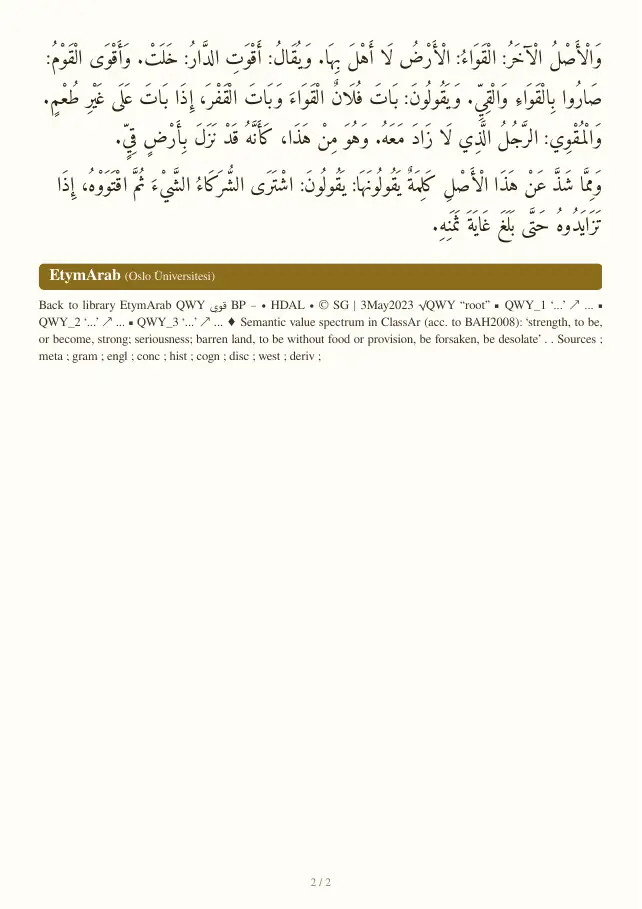 وَالْأَصْلُ الْآخَرُ: الْقَوَاءُ: الْأَرْضُ لَا أَهْلَ بِهَا. وَيُقَالُ: أَقْوَتِ الدَّارُ: خَلَتْ. وَأَقْوَى الْقَوْمُ:
صَارُوا بِالْقَوَاءِ وَالْقِيِّ. وَيَقُولُونَ: بَاتَ فُلَانٌ الْقَوَاءَ وَبَاتَ الْقَفْرَ، إِذَا بَاتَ عَلَى غَيْرِ طُعْمٍ.
وَالْمُقْوِي: الرَّجُلُ الَّذِي لَا زَادَ مَعَهُ. وَهُوَ مِنْ هَذَا، كَأَنَّهُ قَدْ نَزَلَ بِأَرْضٍ قِيٍّ.
وَمِمَّا شَذَّ عَنْ هَذَا الْأَصْلِ كَلِمَةٌ يَقُولُونَهَا: يَقُولُونَ: اشْتَرَى الشُّرَكَاءُ الشَّيْءَ ثُمَّ اقْتَوَوْهُ، إِذَا
تَزَايَدُوهُ حَتَّى بَلَغَ غَايَةَ ثَمَنِهِ.
EtymArab (Oslo Üniversitesi)
Back to library EtymArab QWY قوي BP – • HDAL • © SG | 3May2023 √QWY “root” ▪ QWY_1 ‘...’ ↗ ... ▪
QWY_2 ‘...’ ↗ ... ▪ QWY_3 ‘...’ ↗ ... ♦ Semantic value spectrum in ClassAr (acc. to BAH2008): ‘strength, to be,
or become, strong; seriousness; barren land, to be without food or provision, be forsaken, be desolate’ . . Sources ;
meta ; gram ; engl ; conc ; hist ; cogn ; disc ; west ; deriv ;
2 / 2